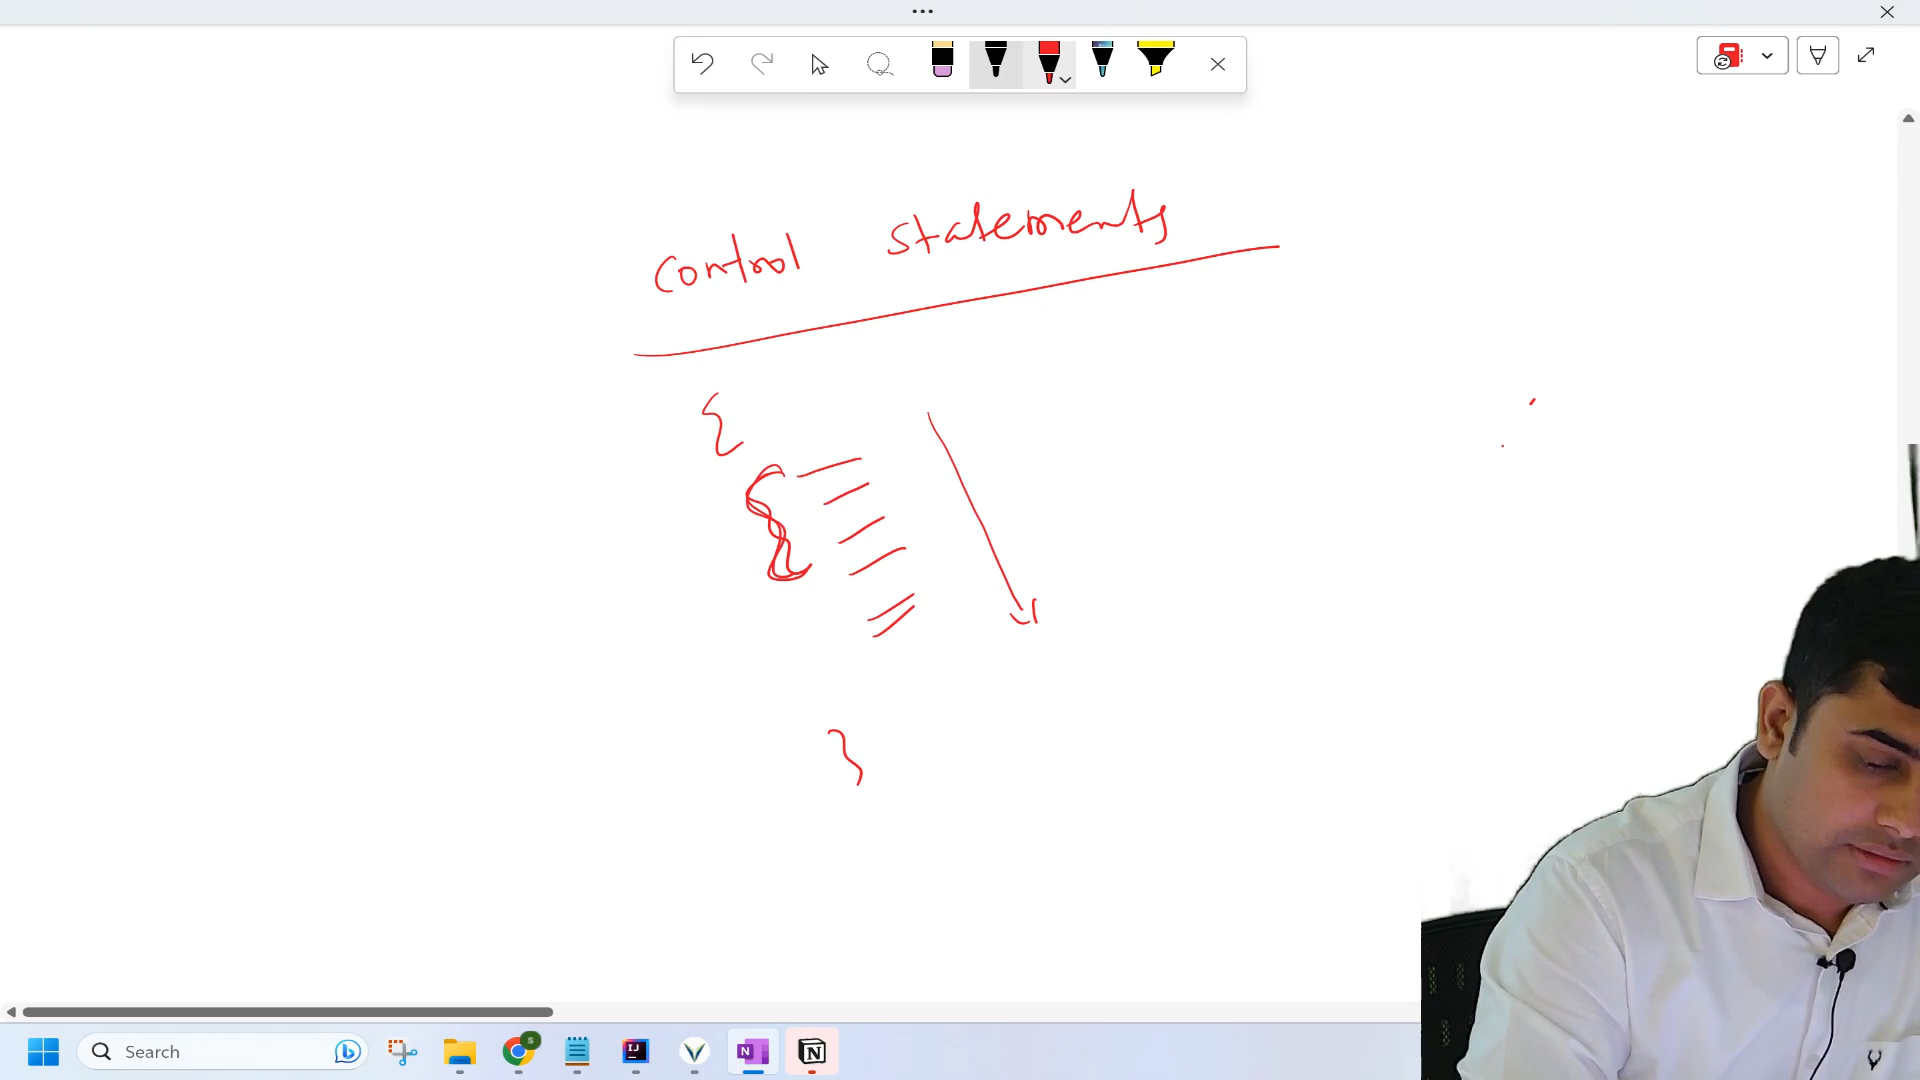 control statements
{
{
}
Search